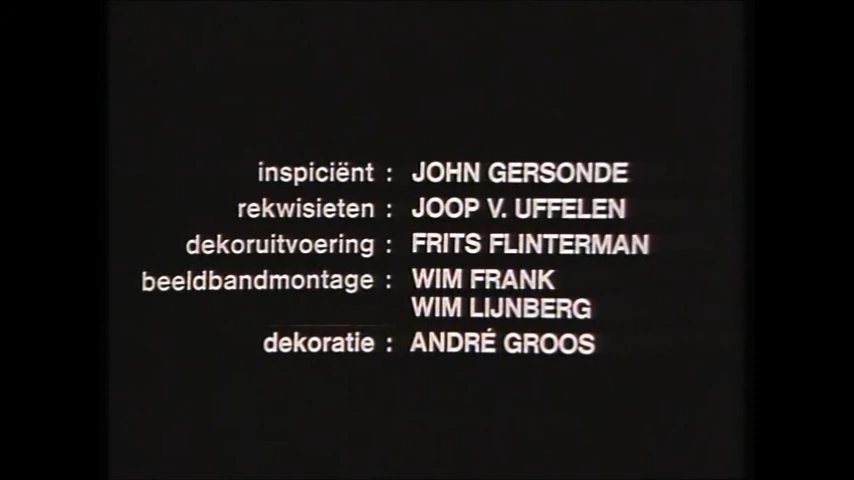 inspiciënt : JOHN GERSONDE
rekwisieten : JOOP V. UFFELEN
dekoruitvoering : FRITS FLINTERMAN
beeldbandmontage : WIM FRANK
WIM LIJNBERG
dekoratie : ANDRÉ GROOS